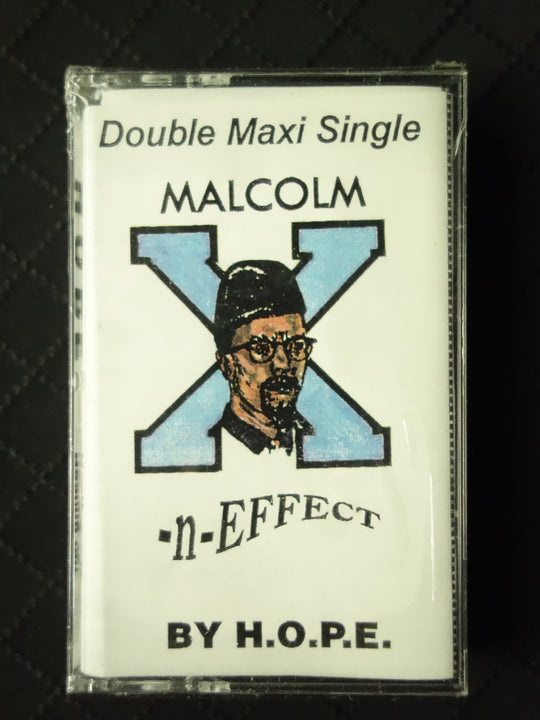 Double Maxi Single
MALCOLM
X
-n-EFFECT
BY H.O.P.E.